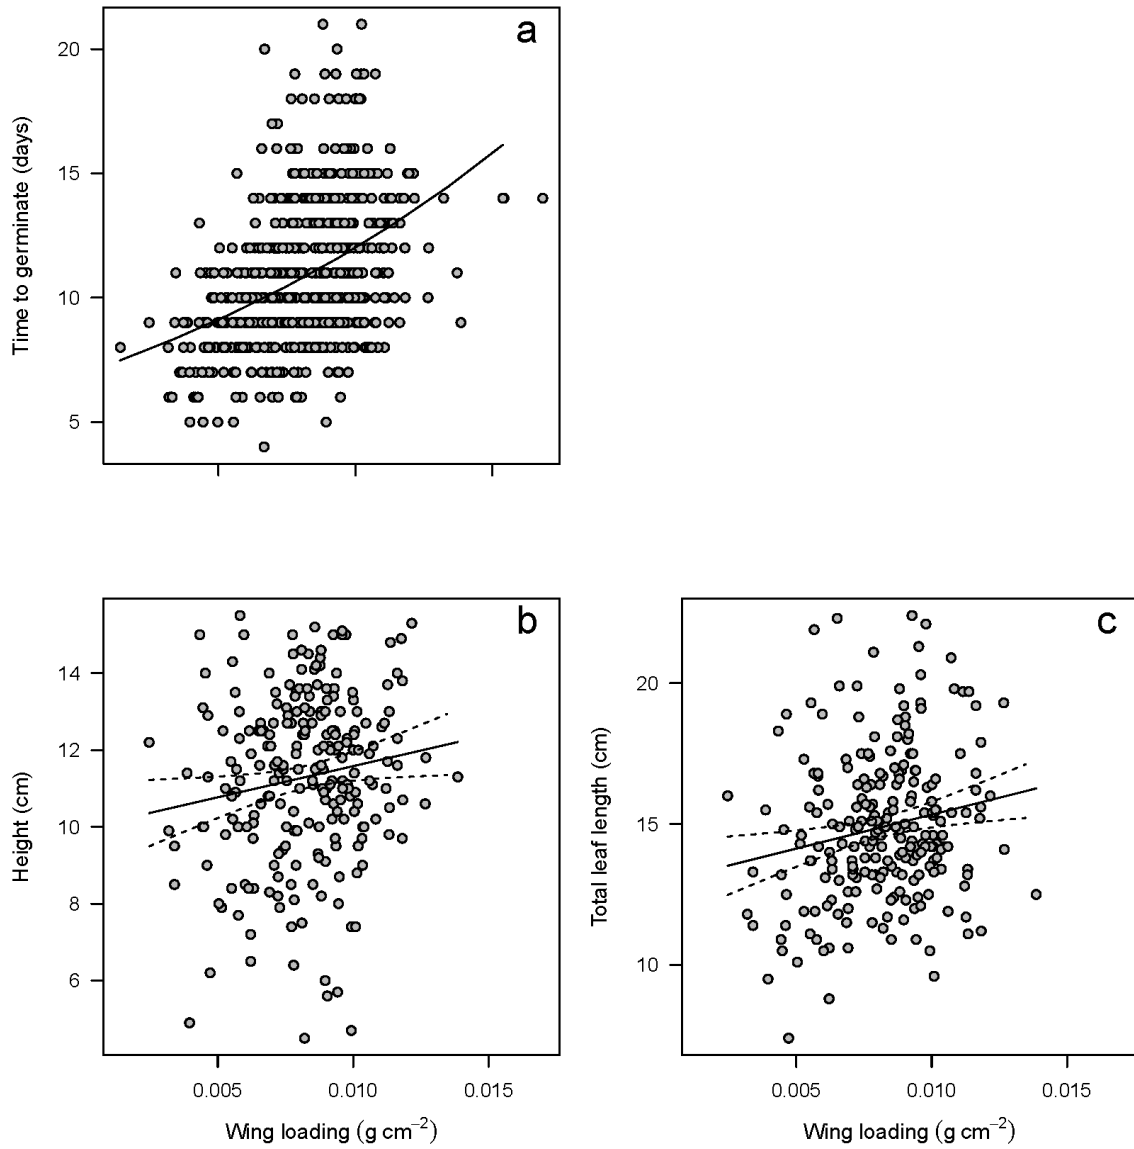 a
Time to germinate (days)
20
15
10
5
b
Height (cm)
14
12
10
8
6
0.005 0.010 0.015
Wing loading (g cm⁻²)
c
Total leaf length (cm)
20
15
10
0.005 0.010 0.015
Wing loading (g cm⁻²)